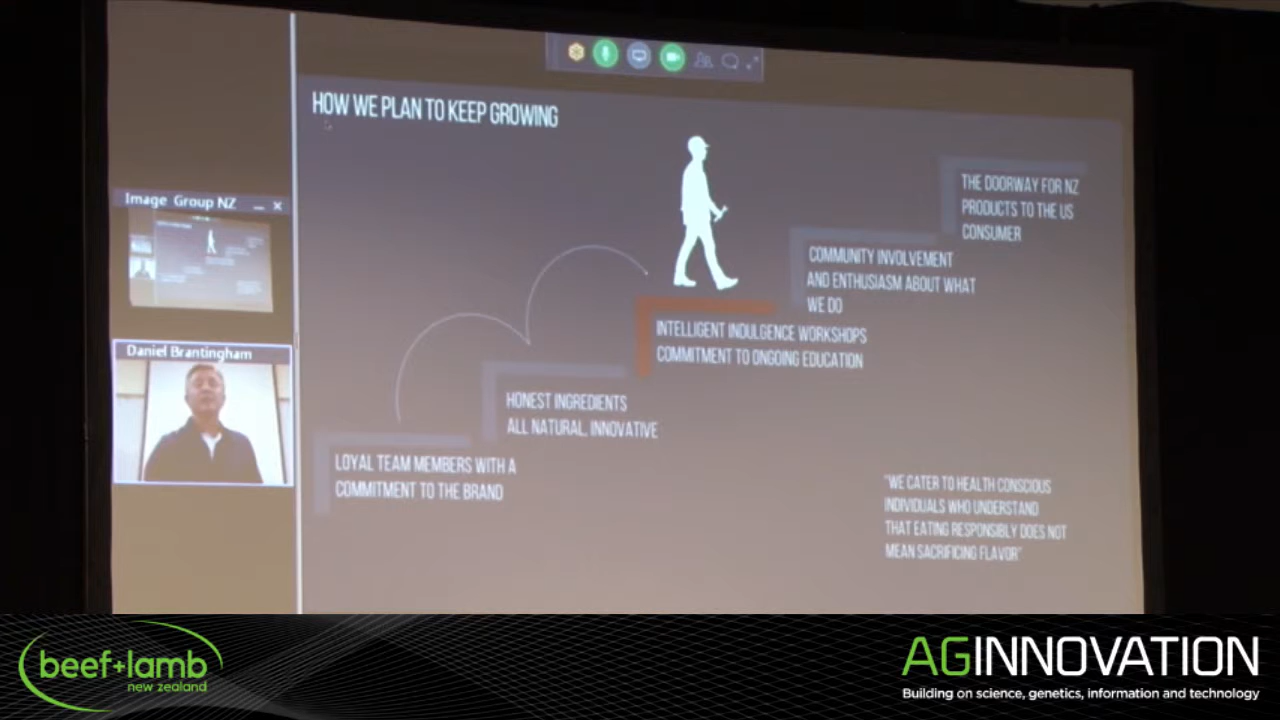 HOW WE PLAN TO KEEP GROWING
Image Group NZ
Daniel Brantingham
THE DOORWAY FOR NZ
PRODUCTS TO THE US
CONSUMER
COMMUNITY INVOLVEMENT
AND ENTHUSIASM ABOUT WHAT
WE DO
INTELLIGENT INDULGENCE WORKSHOPS
COMMITMENT TO ONGOING EDUCATION
HONEST INGREDIENTS
ALL NATURAL, INNOVATIVE
LOYAL TEAM MEMBERS WITH A
COMMITMENT TO THE BRAND
"WE CATER TO HEALTH CONSCIOUS
INDIVIDUALS WHO UNDERSTAND
THAT EATING RESPONSIBLY DOES NOT
MEAN SACRIFICING FLAVOR"
beef+lamb
new zealand
AGINNOVATION
Building on science, genetics, information and technology